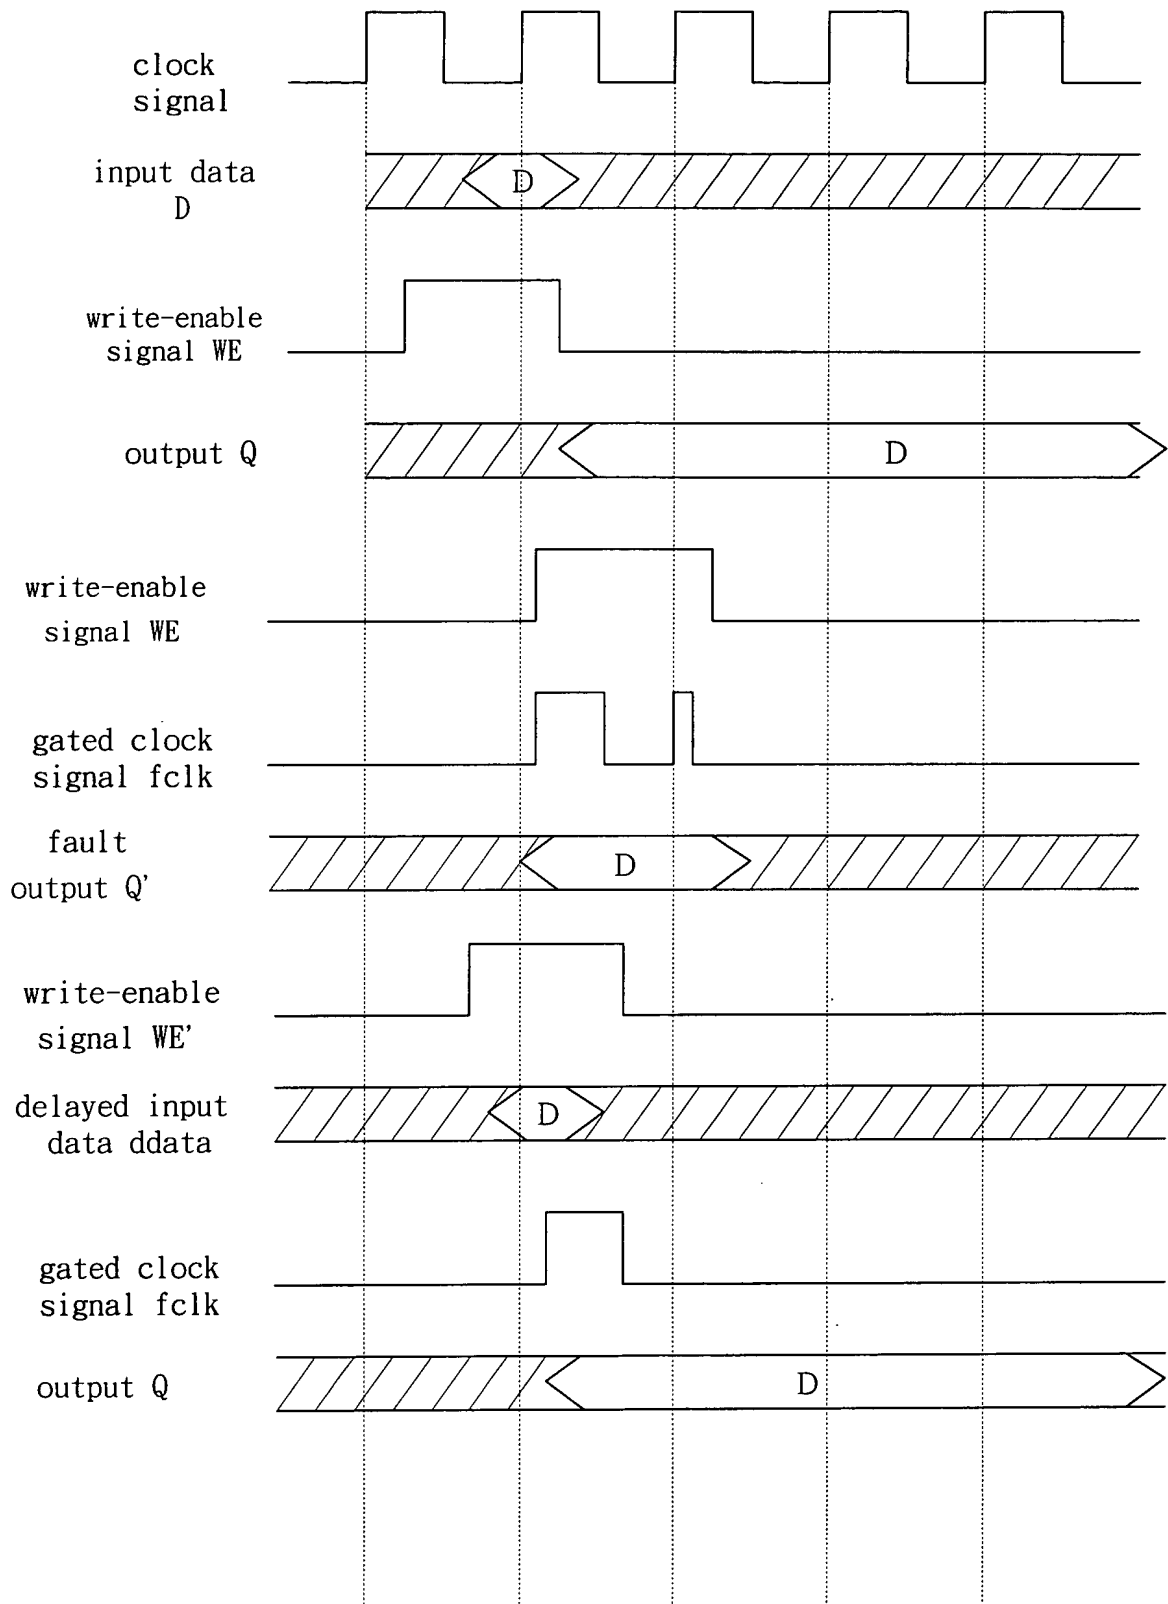 clock
signal
input data
D
D
write-enable
signal WE
output Q
D
write-enable
signal WE
gated clock
signal fclk
fault
output Q'
D
write-enable
signal WE'
delayed input
data ddata
D
gated clock
signal fclk
output Q
D